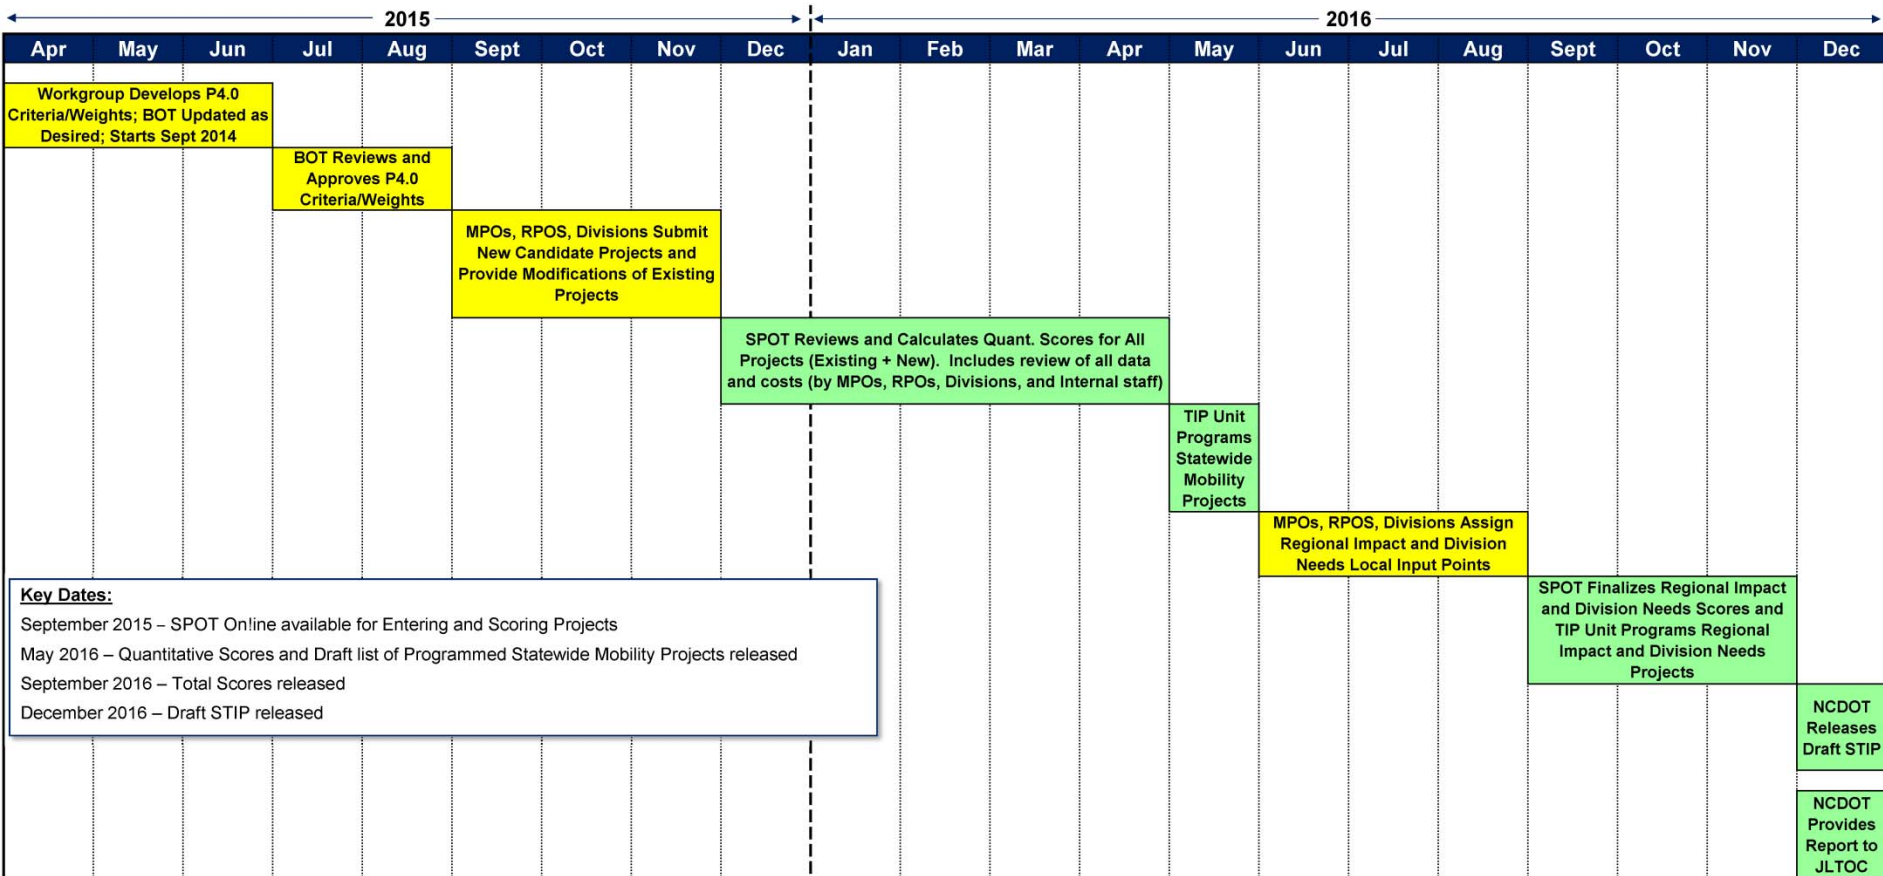 2015
2016
Apr May Jun Jul Aug Sept Oct Nov Dec Jan Feb Mar Apr May Jun Jul Aug Sept Oct Nov Dec
Workgroup Develops P4.0
Criteria/Weights; BOT Updated as
Desired; Starts Sept 2014
BOT Reviews and
Approves P4.0
Criteria/Weights
MPOs, RPOS, Divisions Submit
New Candidate Projects and
Provide Modifications of Existing
Projects
SPOT Reviews and Calculates Quant. Scores for All
Projects (Existing + New).  Includes review of all data
and costs (by MPOs, RPOs, Divisions, and Internal staff)
TIP Unit
Programs
Statewide
Mobility
Projects
MPOs, RPOS, Divisions Assign
Regional Impact and Division
Needs Local Input Points
SPOT Finalizes Regional Impact
and Division Needs Scores and
TIP Unit Programs Regional
Impact and Division Needs
Projects
NCDOT
Releases
Draft STIP
NCDOT
Provides
Report to
JLTOC
Key Dates:
September 2015 – SPOT On!ine available for Entering and Scoring Projects
May 2016 – Quantitative Scores and Draft list of Programmed Statewide Mobility Projects released
September 2016 – Total Scores released
December 2016 – Draft STIP released